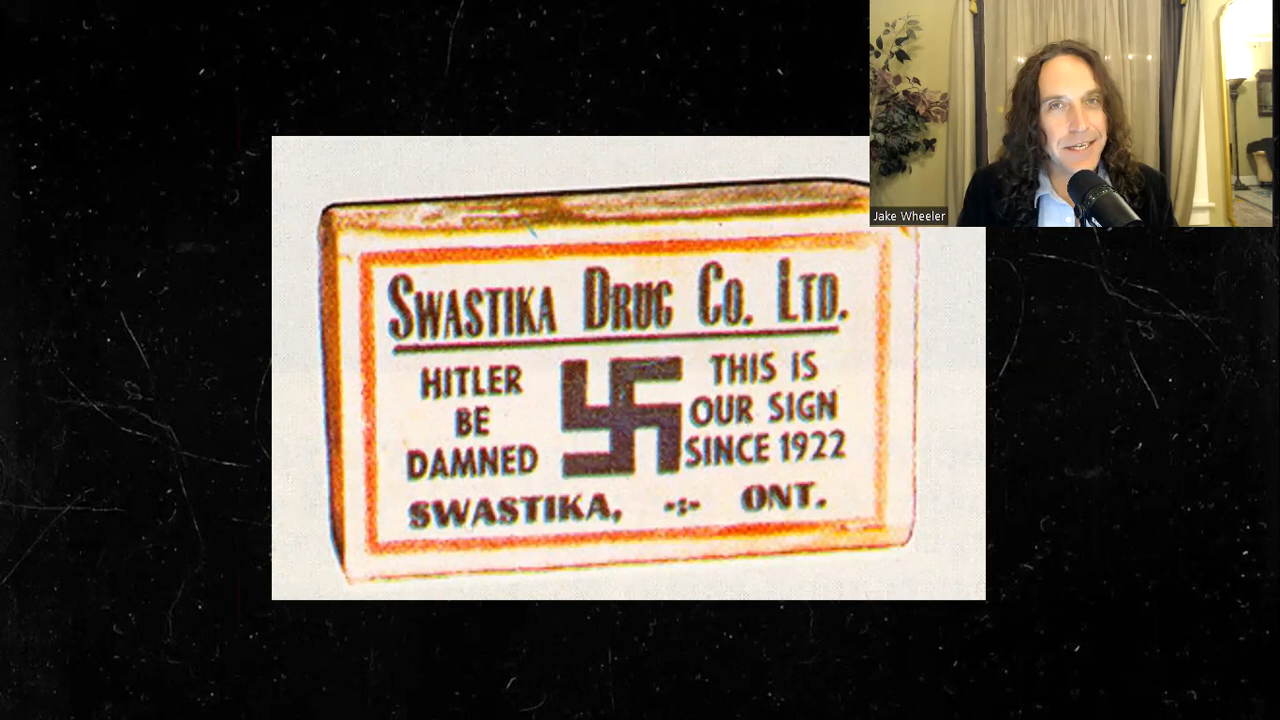 SWASTIKA DRUG CO. LTD.
HITLER
BE
DAMNED
THIS IS
OUR SIGN
SINCE 1922
SWASTIKA, -:- ONT.
Jake Wheeler